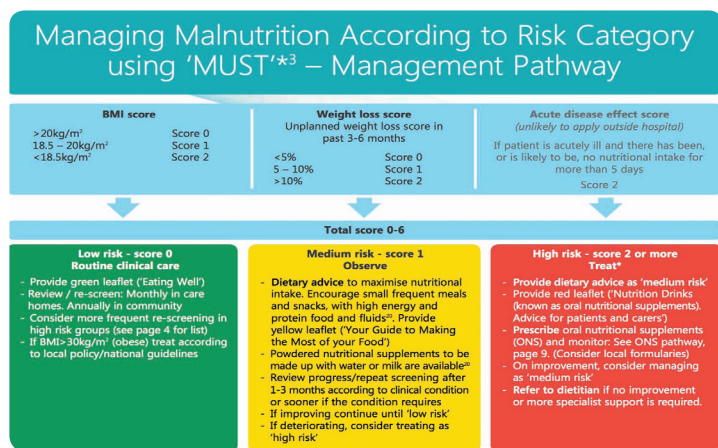 Managing Malnutrition According to Risk Category
using ‘MUST’*³ – Management Pathway
BMI score
>20kg/m² Score 0
18.5 – 20kg/m² Score 1
<18.5kg/m² Score 2
Weight loss score
Unplanned weight loss score in
past 3-6 months
<5% Score 0
5 – 10% Score 1
>10% Score 2
Acute disease effect score
(unlikely to apply outside hospital)
If patient is acutely ill and there has been,
or is likely to be, no nutritional intake for
more than 5 days
Score 2
Total score 0-6
Low risk - score 0
Routine clinical care
- Provide green leaflet (‘Eating Well’)
- Review / re-screen: Monthly in care
homes. Annually in community
- Consider more frequent re-screening in
high risk groups (see page 4 for list)
- If BMI>30kg/m² (obese) treat according
to local policy/national guidelines
Medium risk - score 1
Observe
- Dietary advice to maximise nutritional
intake. Encourage small frequent meals
and snacks, with high energy and
protein food and fluids²⁰. Provide
yellow leaflet (‘Your Guide to Making
the Most of your Food’)
- Powdered nutritional supplements to be
made up with water or milk are available²⁰
- Review progress/repeat screening after
1-3 months according to clinical condition
or sooner if the condition requires
- If improving continue until ‘low risk’
- If deteriorating, consider treating as
‘high risk’
High risk - score 2 or more
Treat*
- Provide dietary advice as ‘medium risk’
- Provide red leaflet (‘Nutrition Drinks
(known as oral nutritional supplements).
Advice for patients and carers’)
- Prescribe oral nutritional supplements
(ONS) and monitor: See ONS pathway,
page 9. (Consider local formularies)
- On improvement, consider managing
as ‘medium risk’
- Refer to dietitian if no improvement
or more specialist support is required.